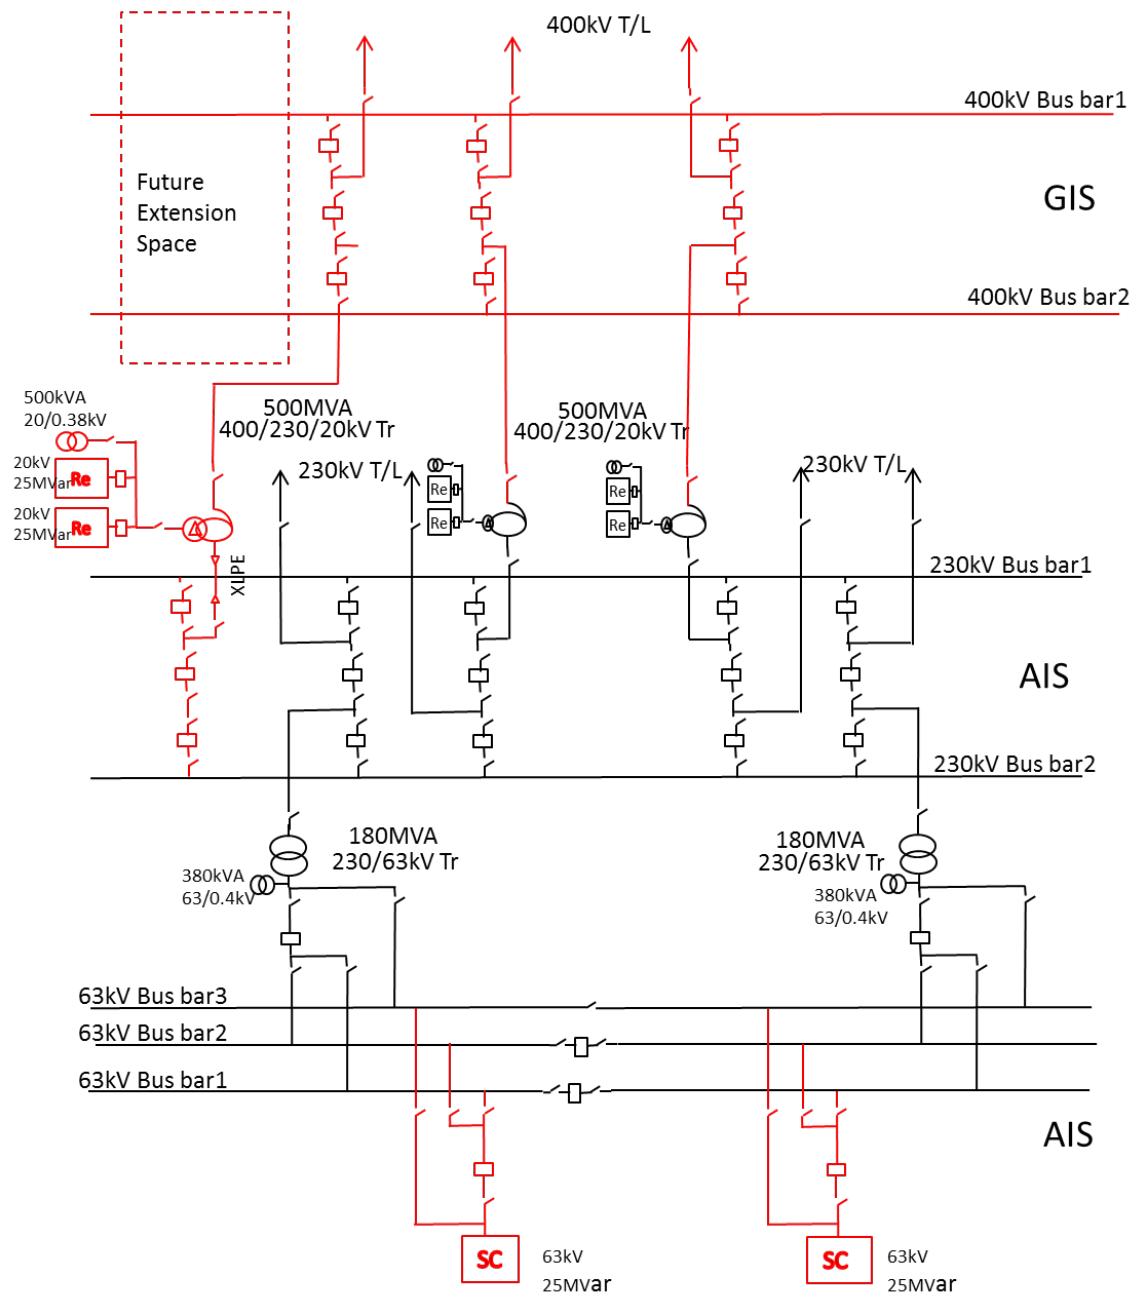 400kV T/L
400kV Bus bar1
Future
Extension
Space
GIS
400kV Bus bar2
500kVA
20/0.38kV
500MVA
400/230/20kV Tr
500MVA
400/230/20kV Tr
20kV
25MVar
Re
230kV T/L
Re
Re
230kV T/L
20kV
25MVar
Re
Re
Re
XLPE
230kV Bus bar1
AIS
230kV Bus bar2
180MVA
230/63kV Tr
180MVA
230/63kV Tr
380kVA
63/0.4kV
380kVA
63/0.4kV
63kV Bus bar3
63kV Bus bar2
63kV Bus bar1
AIS
SC
63kV
25MVar
SC
63kV
25MVar